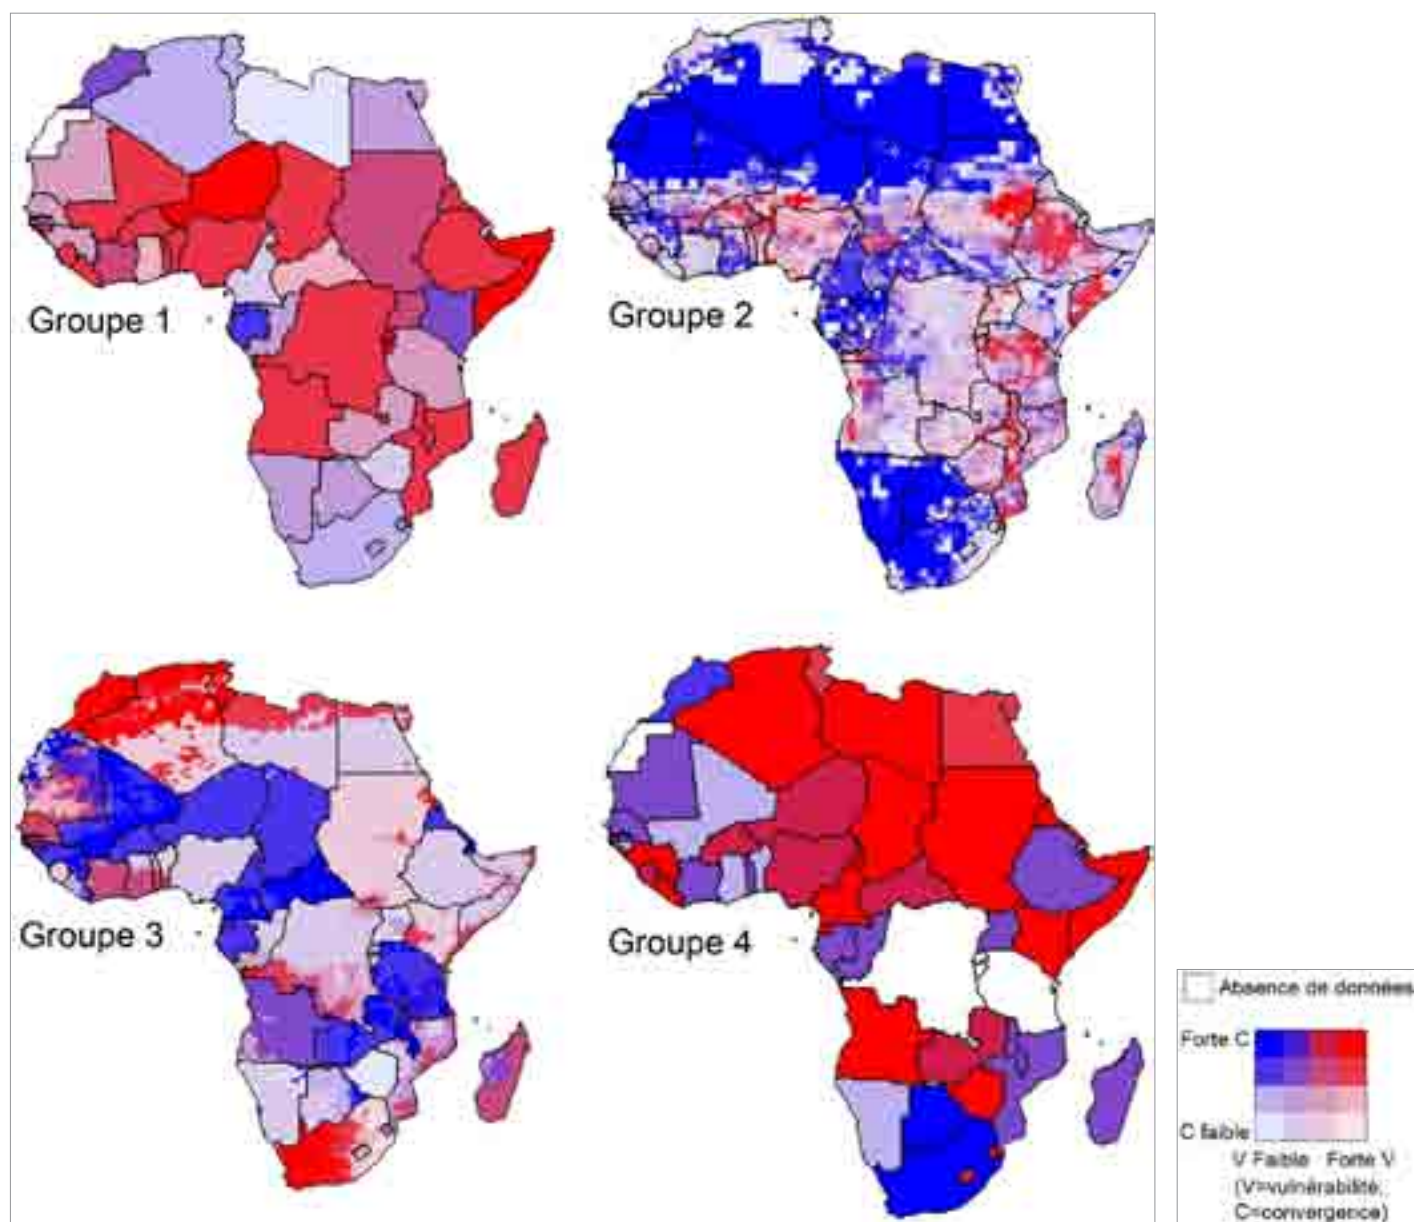 Groupe 1
Groupe 2
Groupe 3
Groupe 4
Absence de données
Forte C
C faible
V Faible Forte V
(V=vulnérabilité,
C=convergence)